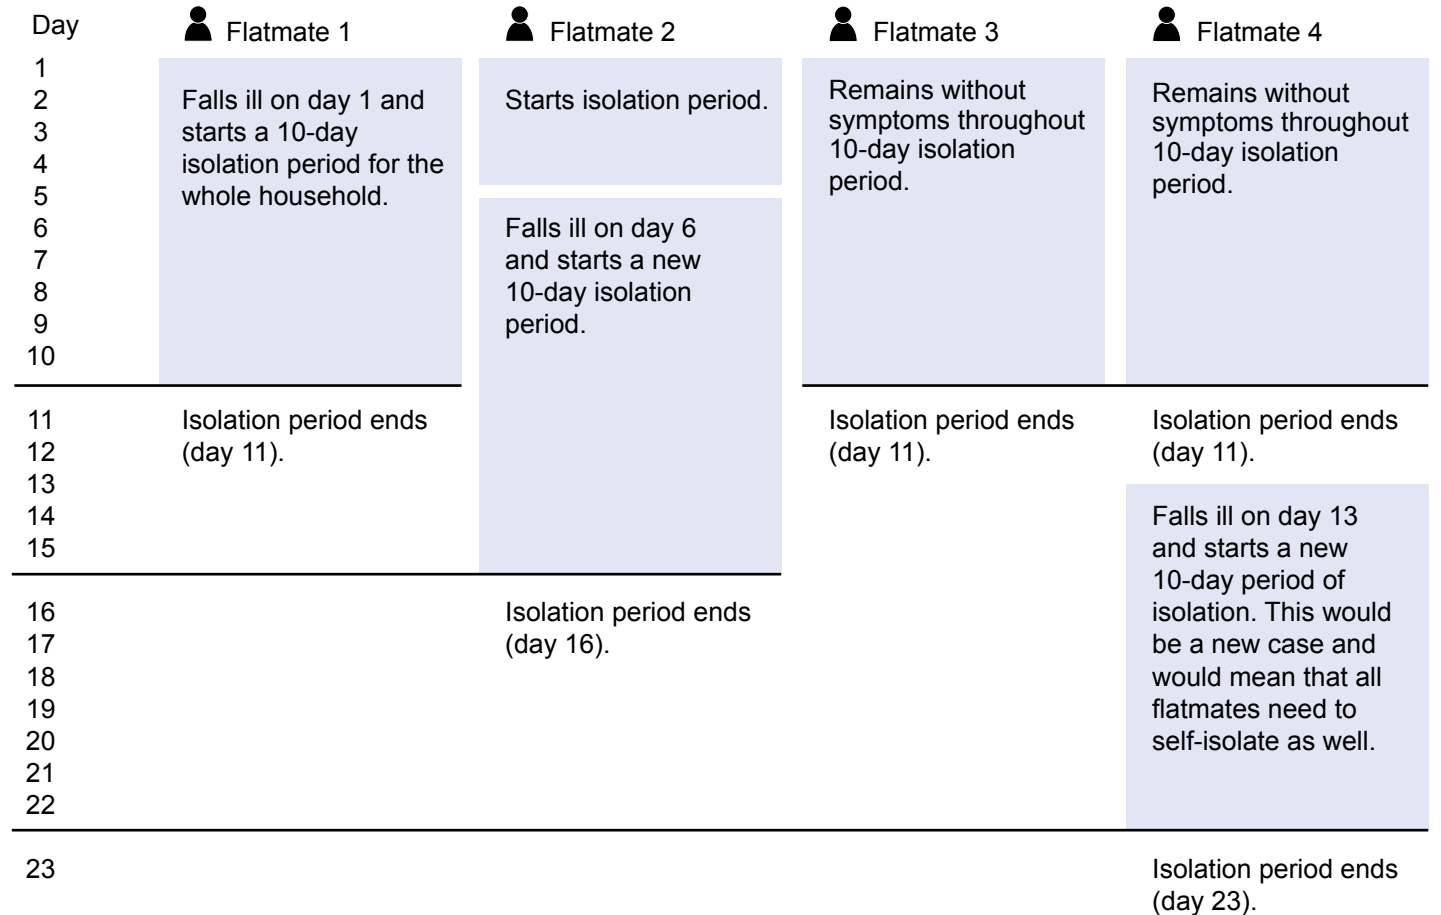 Day
Flatmate 1
Flatmate 2
Flatmate 3
Flatmate 4
1
2
3
4
5
6
7
8
9
10
11
12
13
14
15
16
17
18
19
20
21
22
23
Falls ill on day 1 and
starts a 10-day
isolation period for the
whole household.
Isolation period ends
(day 11).
Starts isolation period.
Falls ill on day 6
and starts a new
10-day isolation
period.
Isolation period ends
(day 16).
Remains without
symptoms throughout
10-day isolation
period.
Isolation period ends
(day 11).
Remains without
symptoms throughout
10-day isolation
period.
Isolation period ends
(day 11).
Falls ill on day 13
and starts a new
10-day period of
isolation. This would
be a new case and
would mean that all
flatmates need to
self-isolate as well.
Isolation period ends
(day 23).